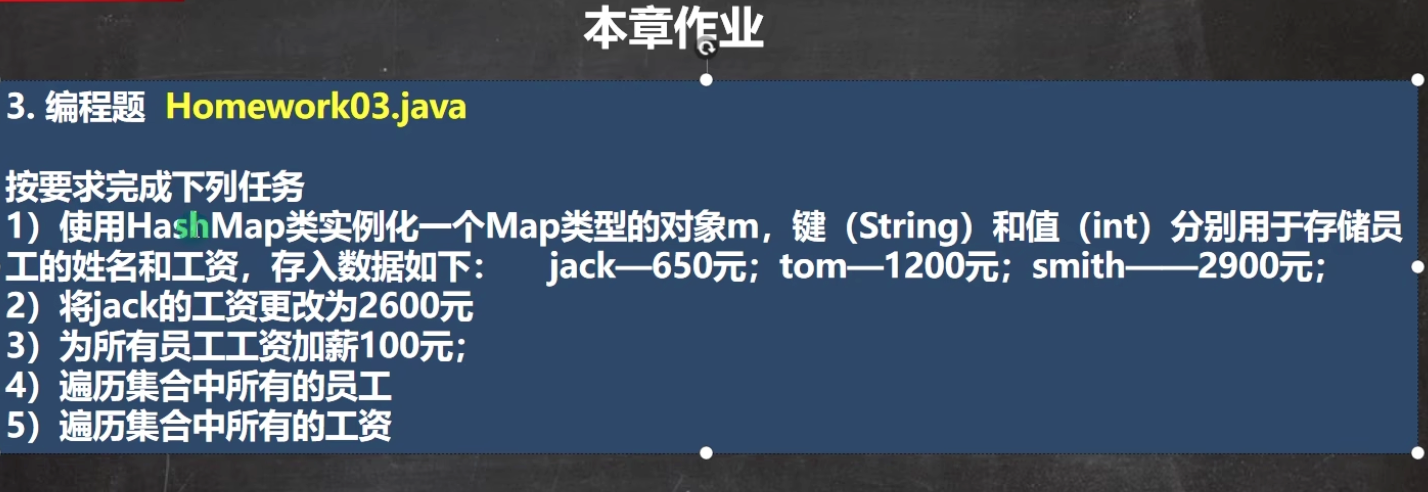 本章作业
3. 编程题 Homework03.java
按要求完成下列任务
1）使用HashMap类实例化一个Map类型的对象m，键（String）和值（int）分别用于存储员
工的姓名和工资，存入数据如下： jack—650元；tom—1200元；smith——2900元；
2）将jack的工资更改为2600元
3）为所有员工工资加薪100元；
4）遍历集合中所有的员工
5）遍历集合中所有的工资